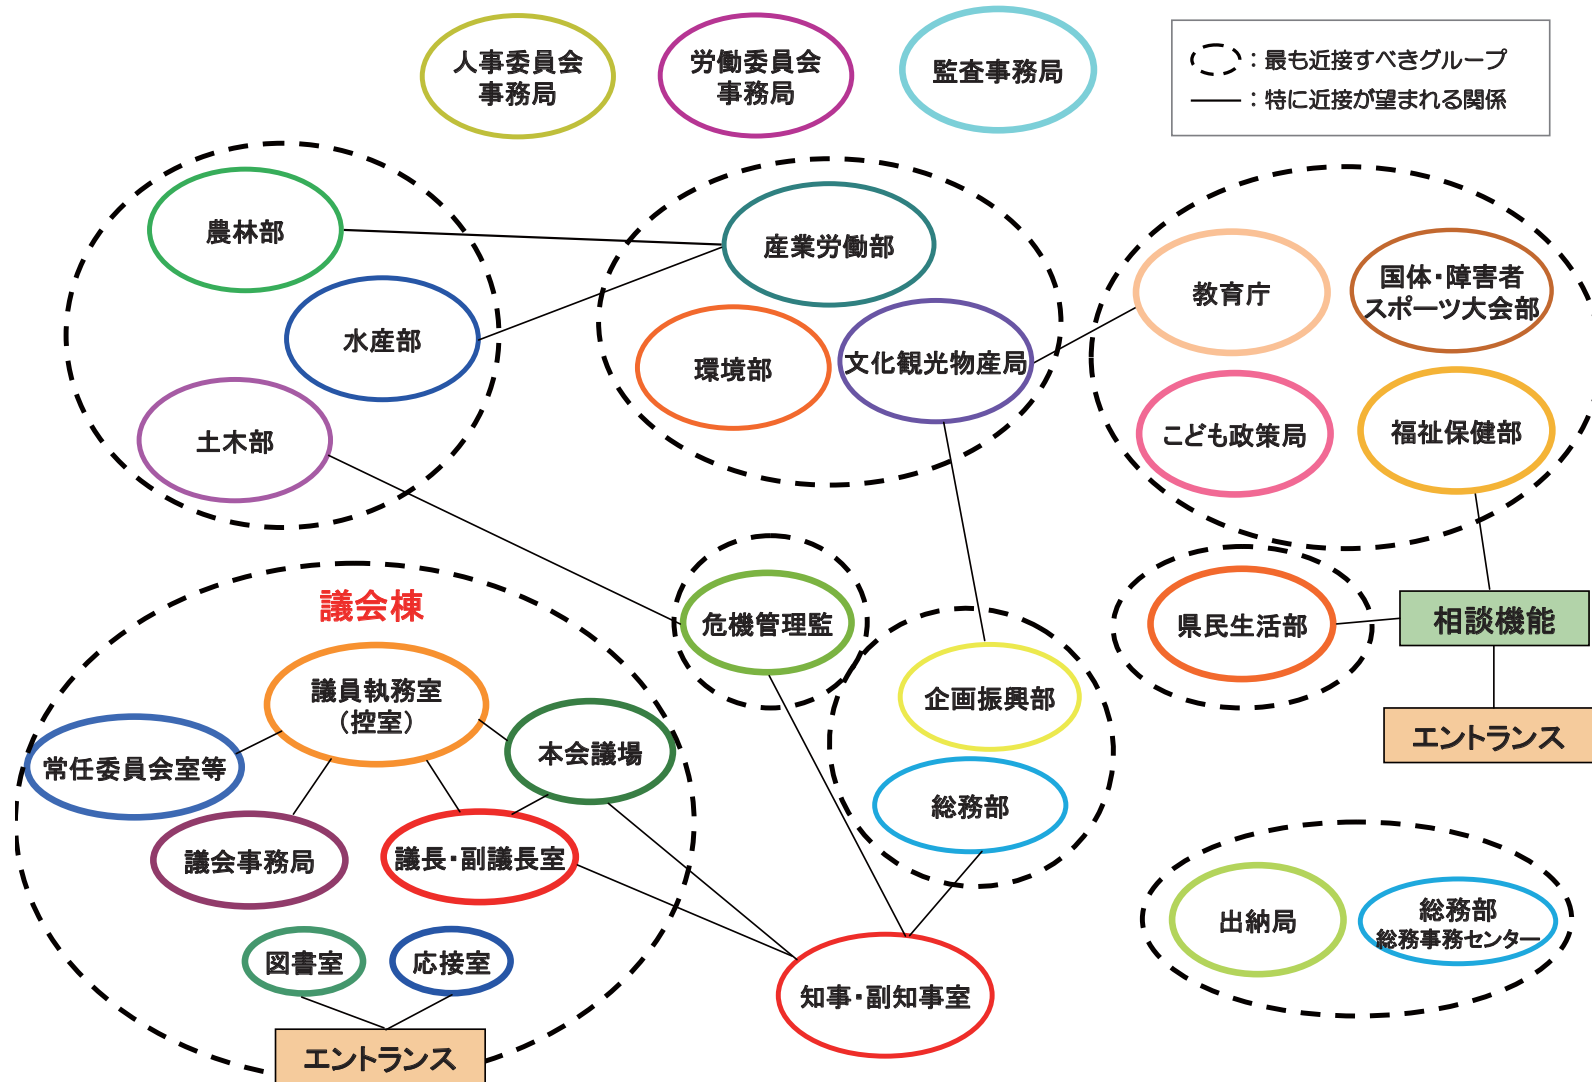 人事委員会
事務局
労働委員会
事務局
監査事務局
：最も近接すべきグループ
：特に近接が望まれる関係
農林部
水産部
土木部
産業労働部
環境部
文化観光物産局
教育庁
国体・障害者
スポーツ大会部
こども政策局
福祉保健部
議会棟
議員執務室
（控室）
常任委員会室等
本会議場
議会事務局
議長・副議長室
図書室
応接室
エントランス
危機管理監
企画振興部
総務部
知事・副知事室
県民生活部
相談機能
エントランス
出納局
総務部
総務事務センター